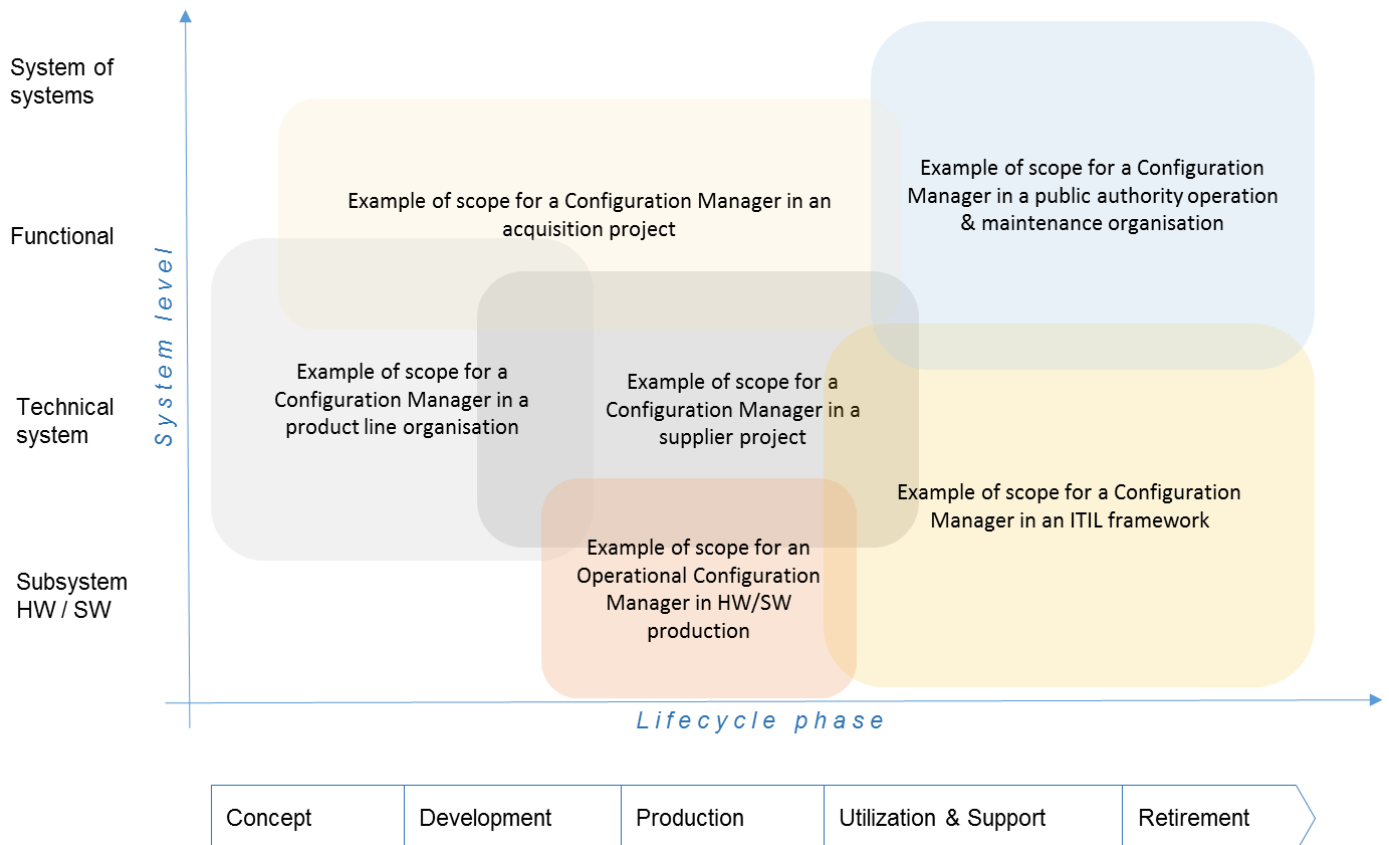 System of
systems
Functional
Technical
system
Subsystem
HW / SW
System level
Example of scope for a Configuration Manager in an
acquisition project
Example of scope for a Configuration
Manager in a public authority operation
& maintenance organisation
Example of scope for a
Configuration Manager in a
product line organisation
Example of scope for a
Configuration Manager in a
supplier project
Example of scope for a Configuration
Manager in an ITIL framework
Example of scope for an
Operational Configuration
Manager in HW/SW
production
Lifecycle phase
Concept
Development
Production
Utilization & Support
Retirement